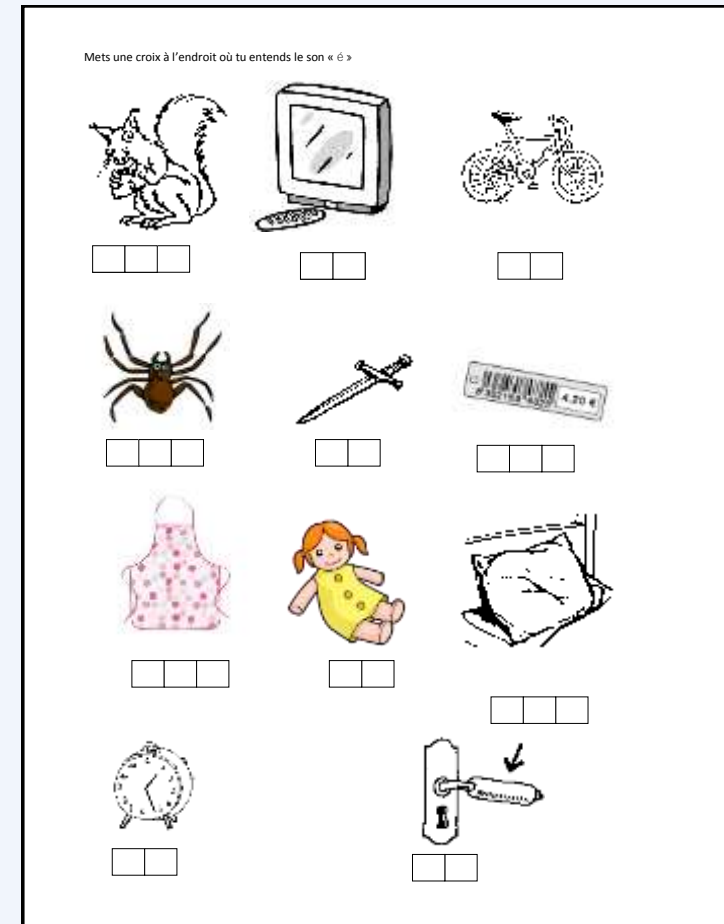 Mets une croix à l'endroit où tu entends le son « é »
4.20 €